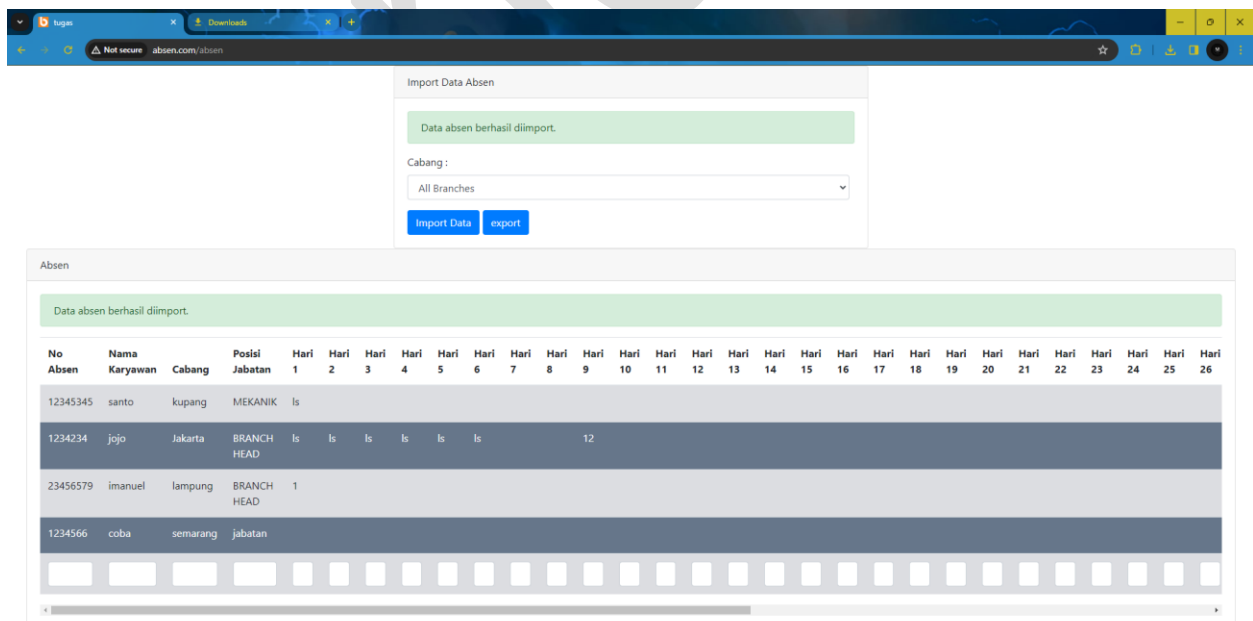 tugas
Downloads
Not secure absen.com/absen
Import Data Absen
Data absen berhasil diimport.
Cabang :
All Branches
Import Data export
Absen
Data absen berhasil diimport.
No Absen Nama Karyawan Cabang Posisi Jabatan Hari 1 Hari 2 Hari 3 Hari 4 Hari 5 Hari 6 Hari 7 Hari 8 Hari 9 Hari 10 Hari 11 Hari 12 Hari 13 Hari 14 Hari 15 Hari 16 Hari 17 Hari 18 Hari 19 Hari 20 Hari 21 Hari 22 Hari 23 Hari 24 Hari 25 Hari 26
12345345 santo kupang MEKANIK ls
1234234 jojo Jakarta BRANCH HEAD ls ls ls ls ls ls 12
23456579 imanuel lampung BRANCH HEAD 1
1234566 coba semarang jabatan